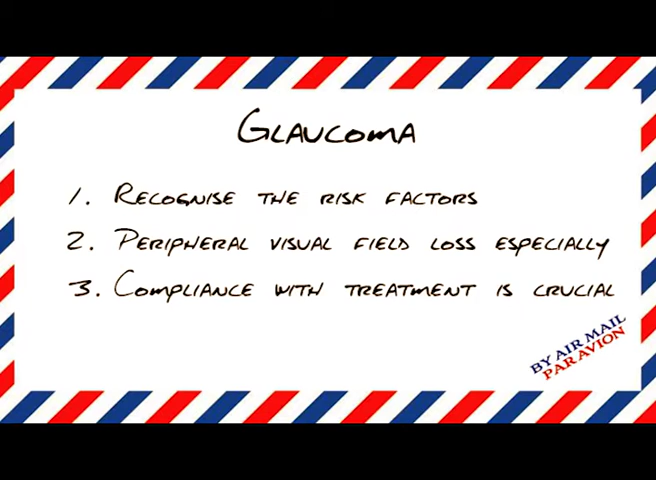 Glaucoma
1. Recognise the risk factors
2. Peripheral visual field loss especially
3. Compliance with treatment is crucial
BY AIR MAIL
PAR AVION